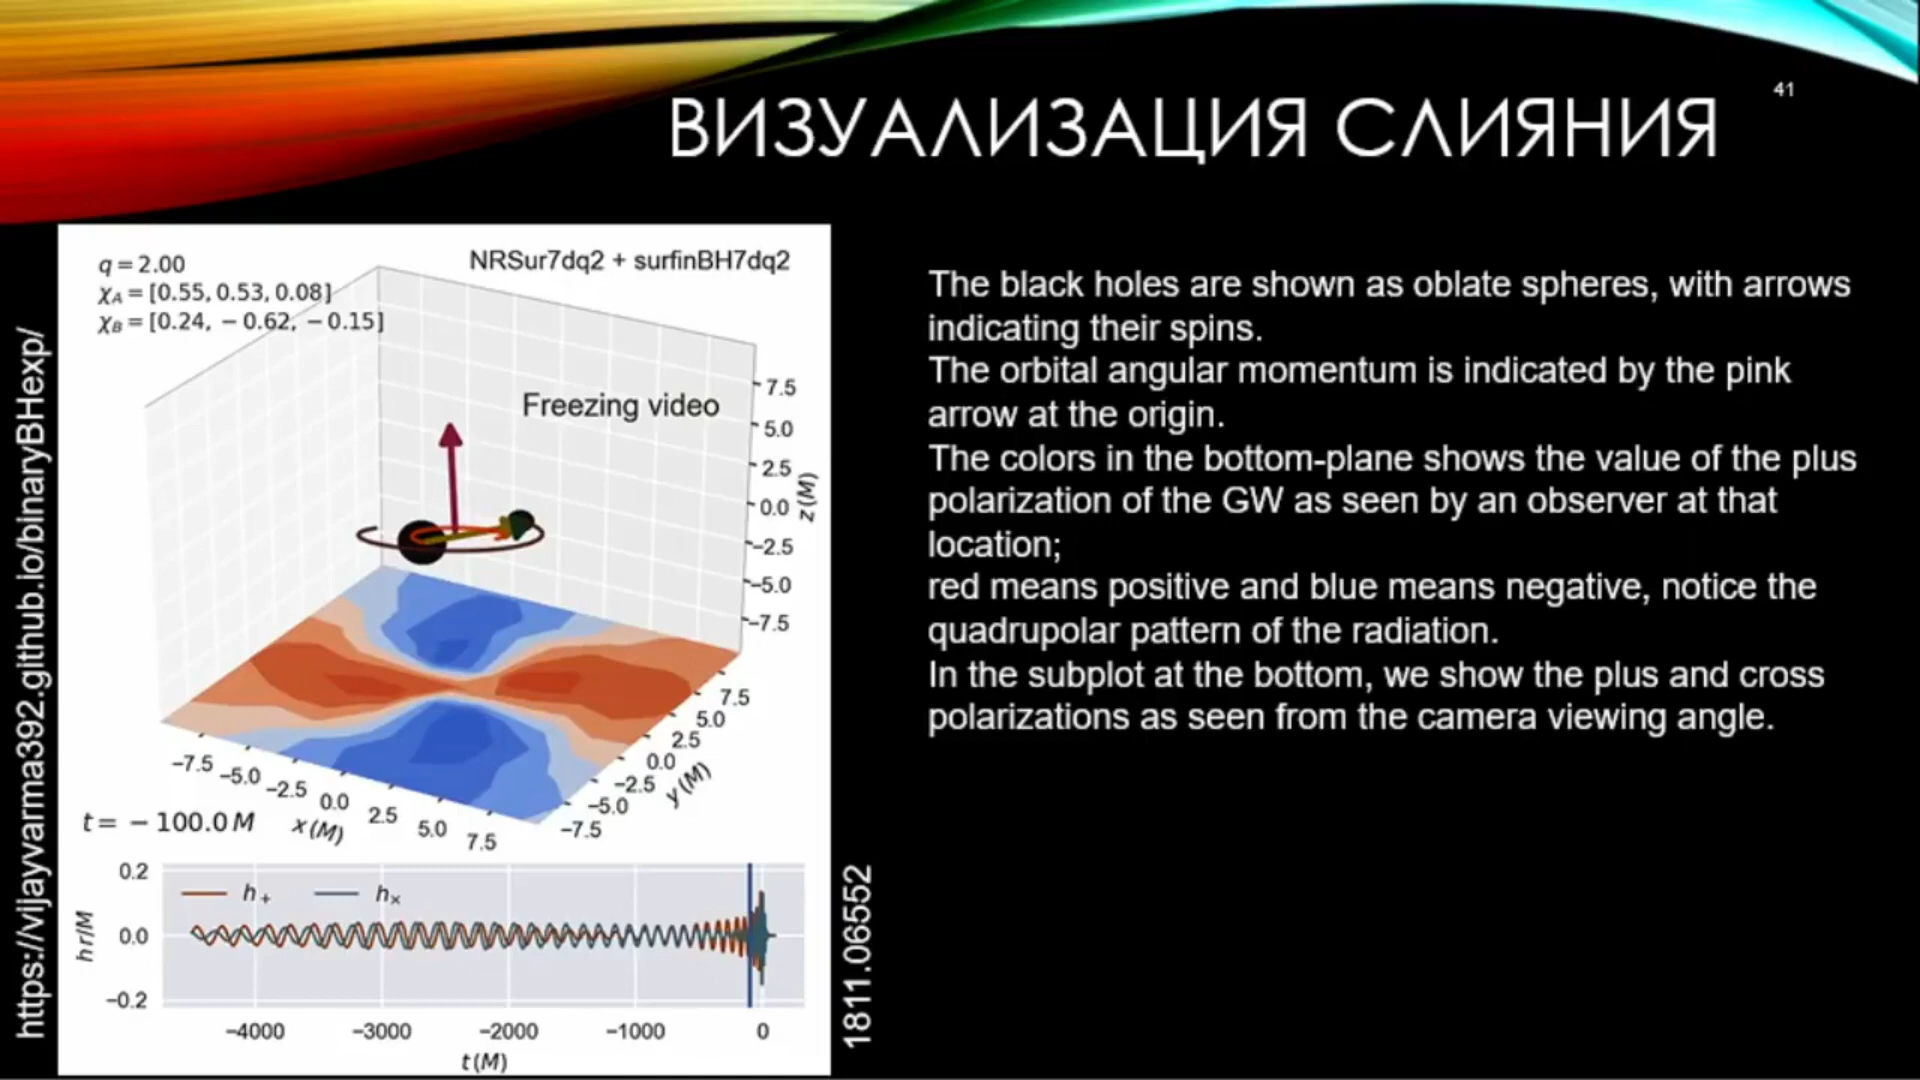 41
ВИЗУАЛИЗАЦИЯ СЛИЯНИЯ
https://vijayvarma392.github.io/binaryBHexp/
q = 2.00
χA = [0.55, 0.53, 0.08]
χB = [0.24, − 0.62, − 0.15]
NRSur7dq2 + surfinBH7dq2
Freezing video
7.5
5.0
2.5
0.0
−2.5
−5.0
−7.5
z (M)
7.5
5.0
2.5
0.0
−2.5
−5.0
−7.5
y (M)
−7.5
−5.0
−2.5
0.0
2.5
5.0
7.5
x (M)
t = − 100.0 M
0.2
0.0
−0.2
h r/M
h+
h×
−4000
−3000
−2000
−1000
0
t (M)
1811.06552
The black holes are shown as oblate spheres, with arrows
indicating their spins.
The orbital angular momentum is indicated by the pink
arrow at the origin.
The colors in the bottom-plane shows the value of the plus
polarization of the GW as seen by an observer at that
location;
red means positive and blue means negative, notice the
quadrupolar pattern of the radiation.
In the subplot at the bottom, we show the plus and cross
polarizations as seen from the camera viewing angle.